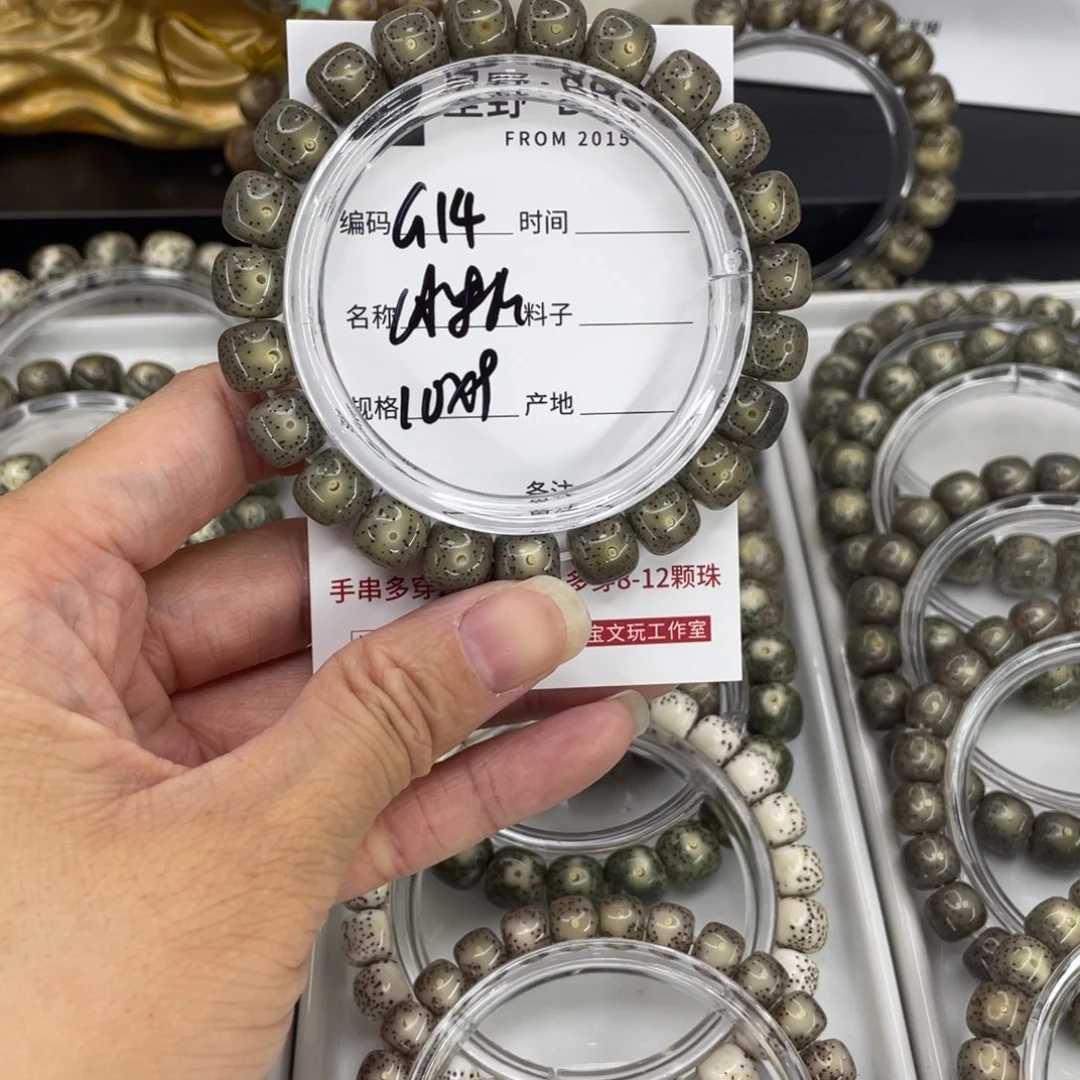 FROM 2015
编码 G14 时间
名称 料子
规格 10x9 产地
备注
手串多穿 多穿8-12颗珠
宝文玩工作室